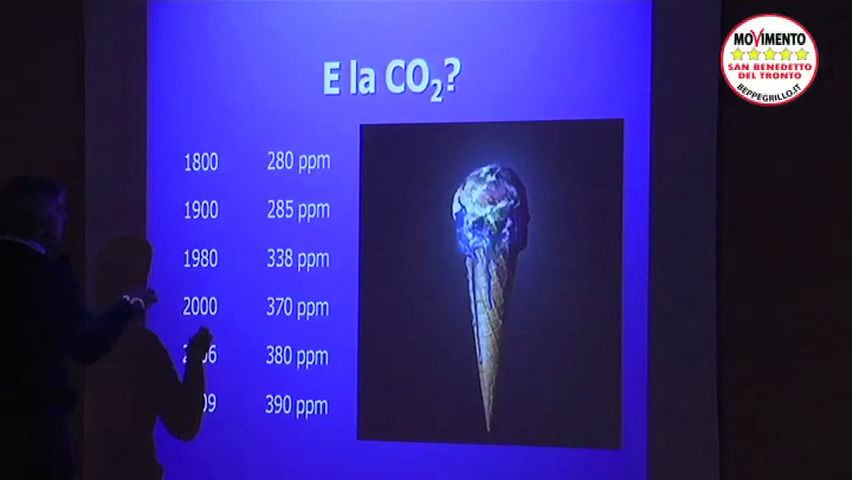 E la CO₂?
1800 280 ppm
1900 285 ppm
1980 338 ppm
2000 370 ppm
380 ppm
390 ppm
MOVIMENTO
SAN BENEDETTO
DEL TRONTO
BEPPEGRILLO.IT